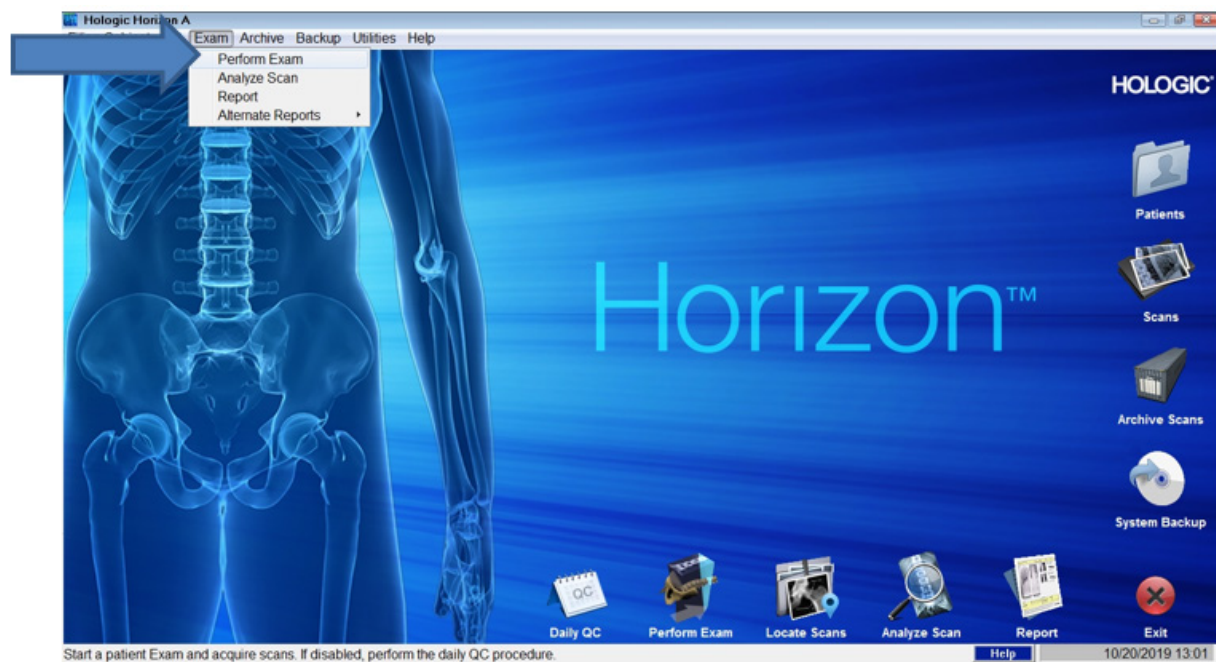 Hologic Horizon A
Exam Archive Backup Utilities Help
Perform Exam
Analyze Scan
Report
Alternate Reports
HOLOGIC
Patients
Scans
Horizon™
Archive Scans
System Backup
QC
Daily QC Perform Exam Locate Scans Analyze Scan Report Exit
Start a patient Exam and acquire scans. If disabled, perform the daily QC procedure. Help 10/20/2019 13:01